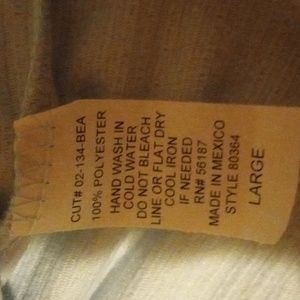 CUT# 02-134-BEA
100% POLYESTER
HAND WASH IN
COLD WATER
DO NOT BLEACH
LINE OR FLAT DRY
COOL IRON
IF NEEDED
RN# 56187
MADE IN MEXICO
STYLE 80364
LARGE